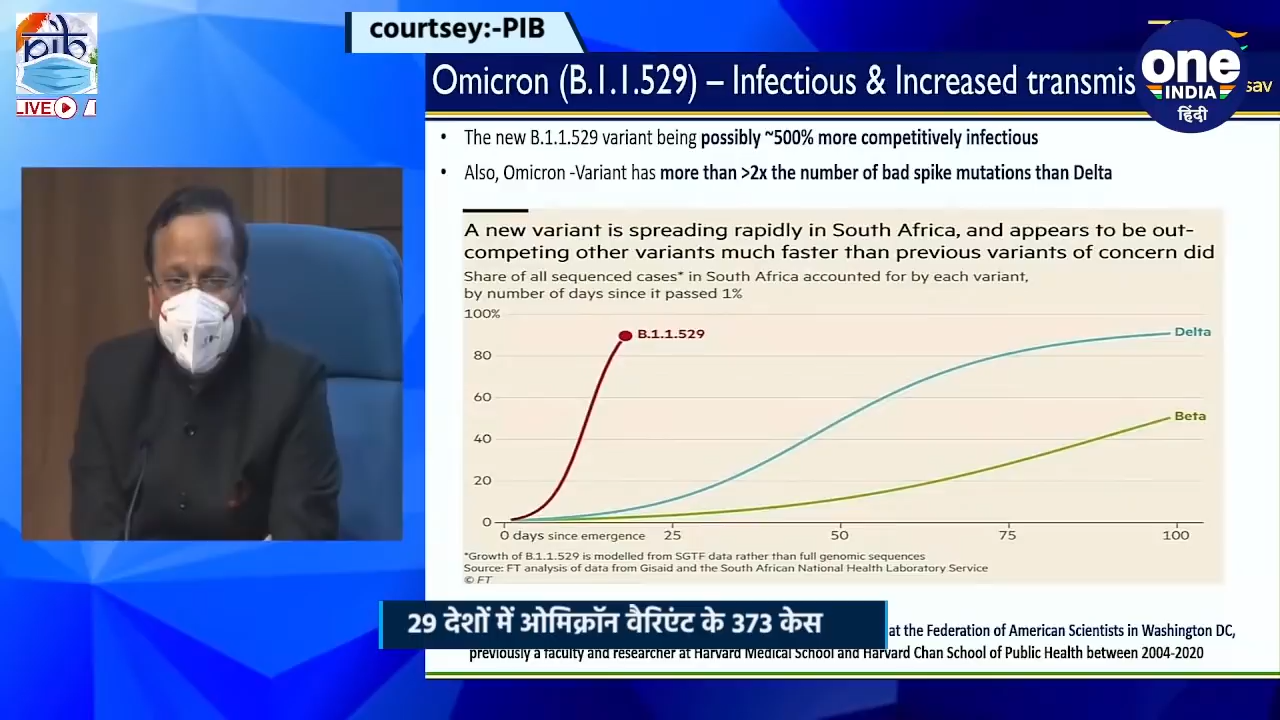 courtsey:-PIB
pib
LIVE
Omicron (B.1.1.529) – Infectious & Increased transmis
one
INDIA
हिंदी
sav
• The new B.1.1.529 variant being possibly ~500% more competitively infectious
• Also, Omicron -Variant has more than >2x the number of bad spike mutations than Delta
A new variant is spreading rapidly in South Africa, and appears to be out-
competing other variants much faster than previous variants of concern did
Share of all sequenced cases* in South Africa accounted for by each variant,
by number of days since it passed 1%
100%
B.1.1.529
Delta
80
60
Beta
40
20
0
0 days since emergence 25 50 75 100
*Growth of B.1.1.529 is modelled from SGTF data rather than full genomic sequences
Source: FT analysis of data from Gisaid and the South African National Health Laboratory Service
© FT
29 देशों में ओमिक्रॉन वैरिएंट के 373 केस
at the Federation of American Scientists in Washington DC,
previously a faculty and researcher at Harvard Medical School and Harvard Chan School of Public Health between 2004-2020